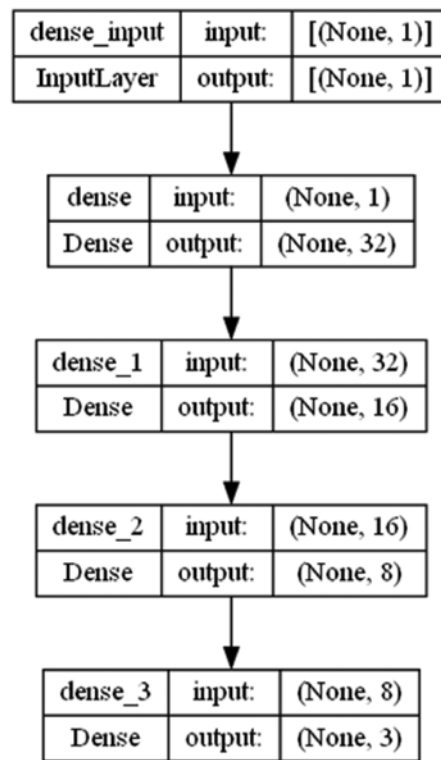 dense_input input: [(None, 1)]
InputLayer output: [(None, 1)]
dense input: (None, 1)
Dense output: (None, 32)
dense_1 input: (None, 32)
Dense output: (None, 16)
dense_2 input: (None, 16)
Dense output: (None, 8)
dense_3 input: (None, 8)
Dense output: (None, 3)